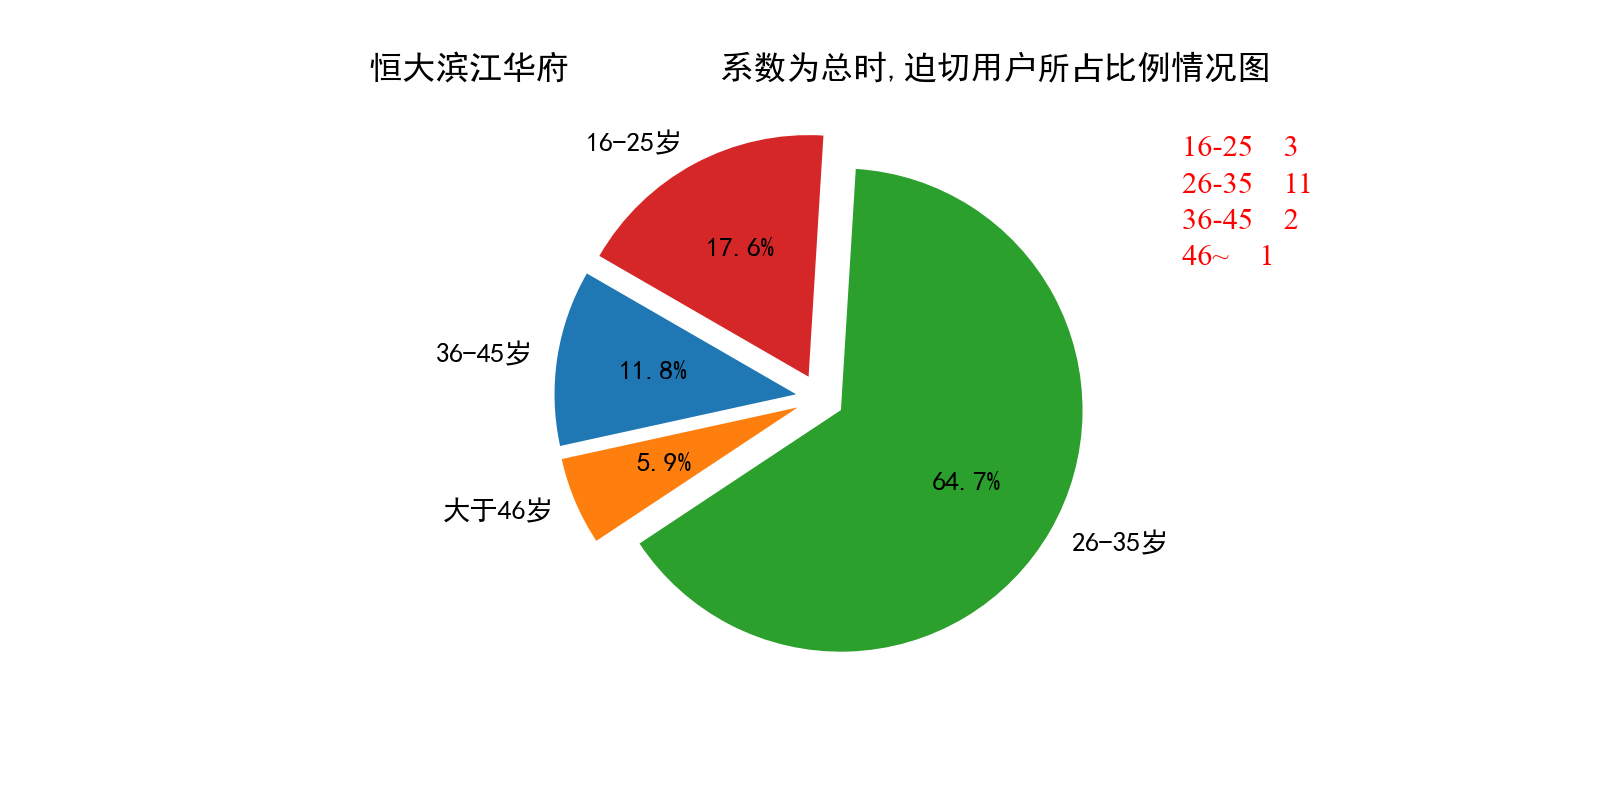 恒大滨江华府 系数为总时,迫切用户所占比例情况图
16-25岁
16-25 3
26-35 11
36-45 2
46~ 1
17.6%
36-45岁
11.8%
5.9%
64.7%
大于46岁
26-35岁